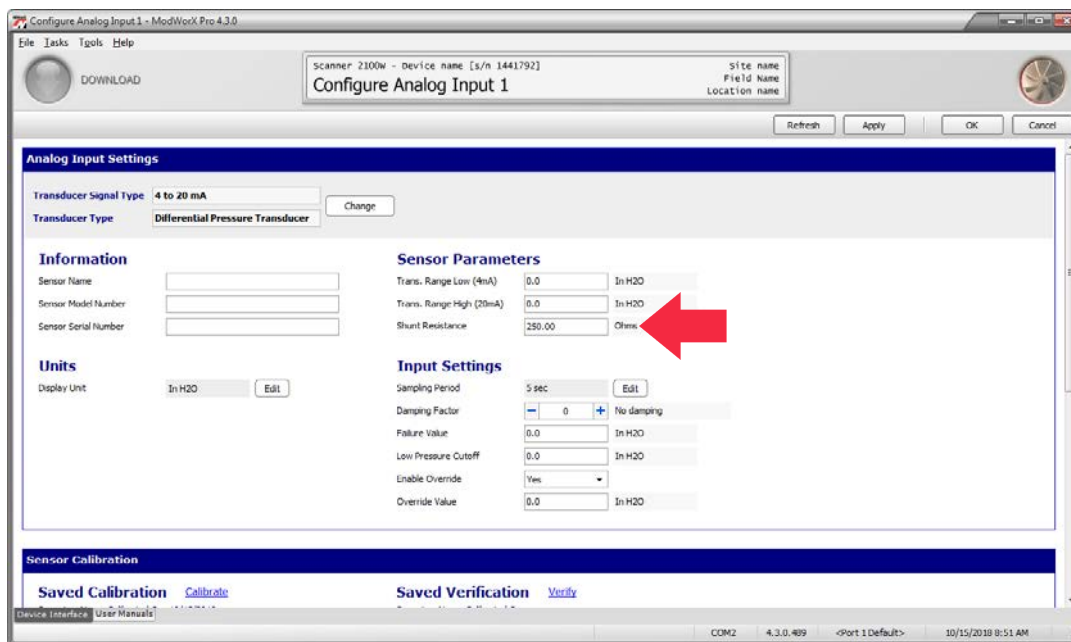 Configure Analog Input 1 - ModWorX Pro 4.3.0
File Tasks Tools Help
DOWNLOAD
Scanner 2100W - Device name [s/n 1441792]
Configure Analog Input 1
Site name
Field Name
Location name
Refresh Apply OK Cancel
Analog Input Settings
Transducer Signal Type 4 to 20 mA
Change
Transducer Type Differential Pressure Transducer
Information
Sensor Name
Sensor Model Number
Sensor Serial Number
Units
Display Unit In H2O Edit
Sensor Parameters
Trans. Range Low (4mA) 0.0 In H2O
Trans. Range High (20mA) 0.0 In H2O
Shunt Resistance 250.00 Ohms
Input Settings
Sampling Period 5 sec Edit
Damping Factor − 0 + No damping
Failure Value 0.0 In H2O
Low Pressure Cutoff 0.0 In H2O
Enable Override Yes
Override Value 0.0 In H2O
Sensor Calibration
Saved Calibration Calibrate
Saved Verification Verify
Device Interface User Manuals
COM2 4.3.0.489 <Port 1 Default> 10/15/2018 8:51 AM